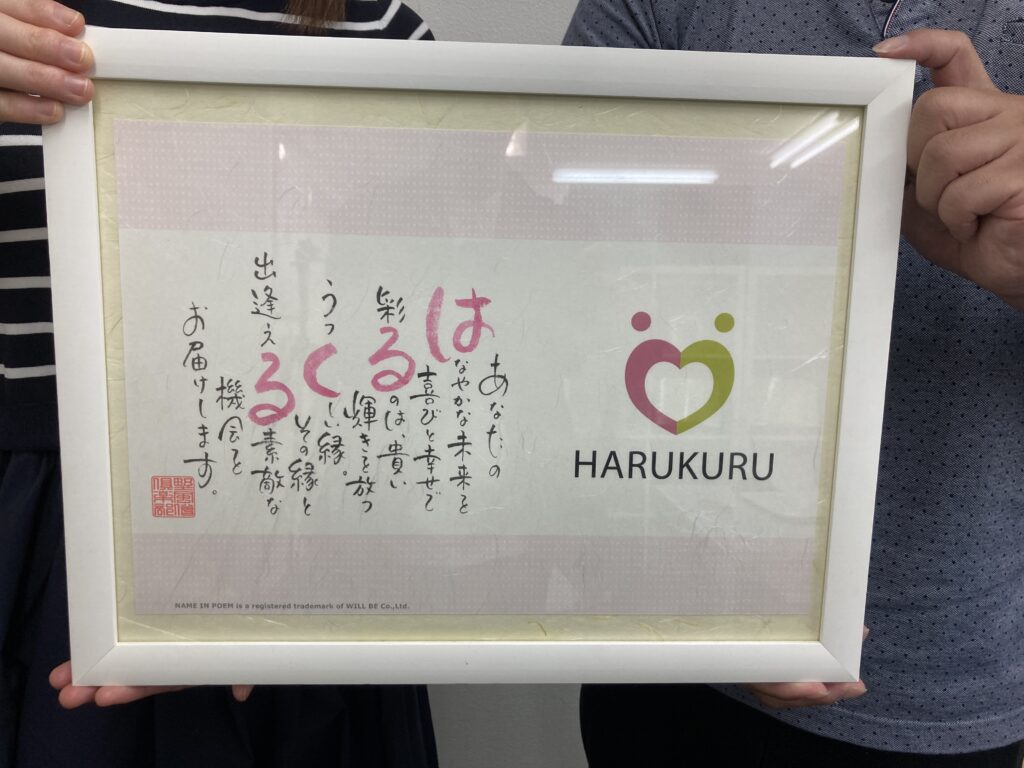 あなたの
はなやかな未来を
喜びと幸せで
彩るのは、貴い
輝きを放つ
うつくしい縁。
その縁と
出逢える素敵な
機会を
お届けします。
HARUKURU
NAME IN POEM is a registered trademark of WILL BE Co.,Ltd.